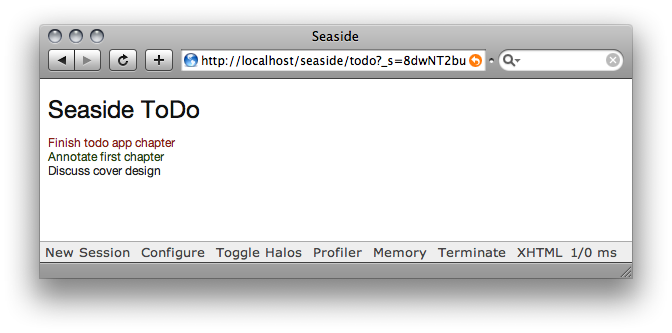 Seaside
http://localhost/seaside/todo?_s=8dwNT2bu
Seaside ToDo
Finish todo app chapter
Annotate first chapter
Discuss cover design
New Session Configure Toggle Halos Profiler Memory Terminate XHTML 1/0 ms